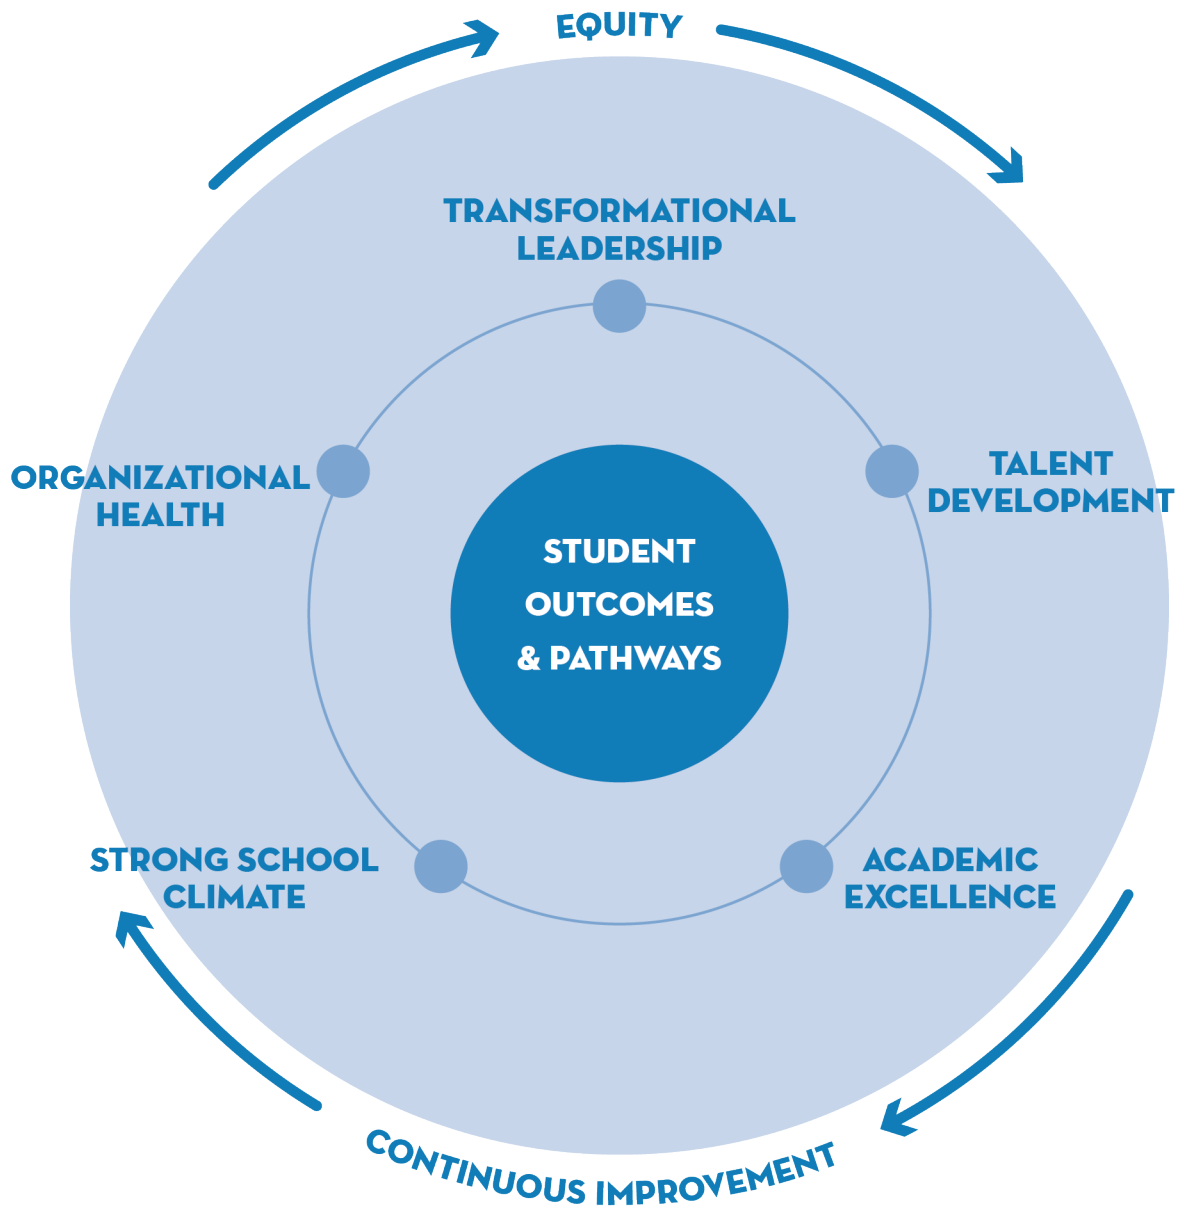 EQUITY
TRANSFORMATIONAL
LEADERSHIP
ORGANIZATIONAL
HEALTH
TALENT
DEVELOPMENT
STUDENT
OUTCOMES
& PATHWAYS
STRONG SCHOOL
CLIMATE
ACADEMIC
EXCELLENCE
CONTINUOUS IMPROVEMENT